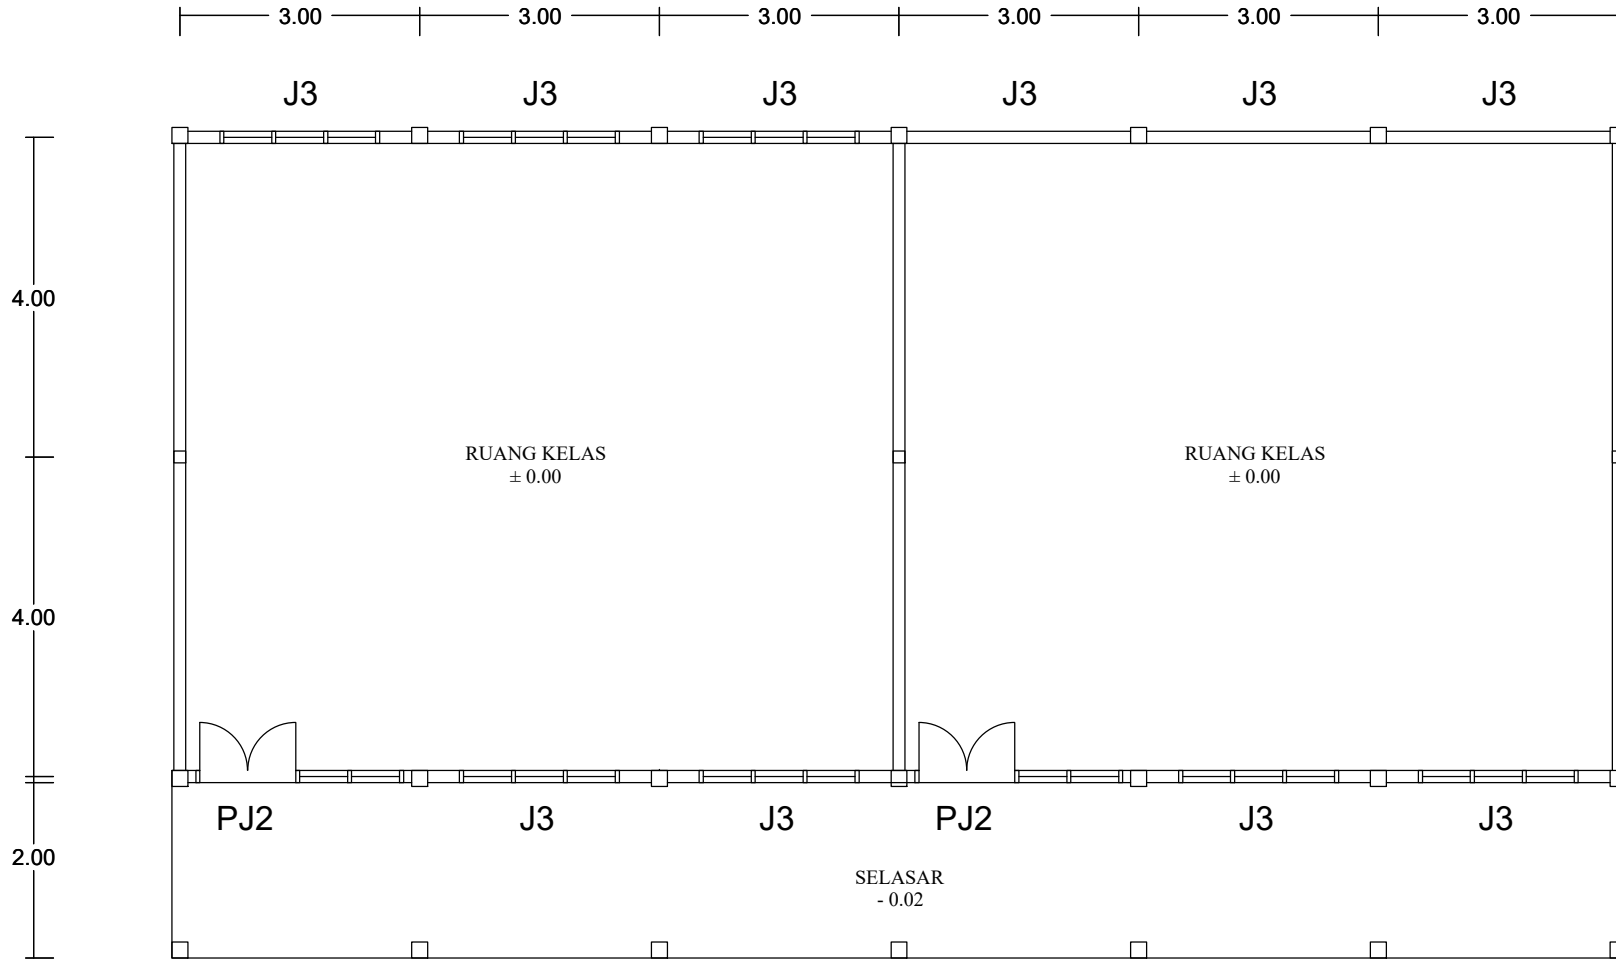 3.00 3.00 3.00 3.00 3.00 3.00
J3 J3 J3 J3 J3 J3
4.00
RUANG KELAS RUANG KELAS
± 0.00 ± 0.00
4.00
PJ2 J3 J3 PJ2 J3 J3
2.00
SELASAR
- 0.02